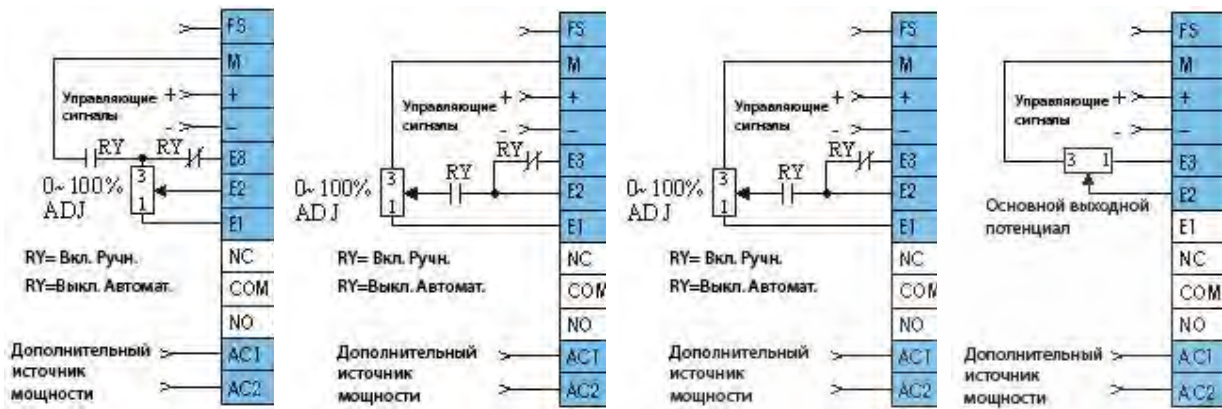 FS
M
Управляющие +
+
сигналы -
-
RY RY E3
0~100% 3 E2
ADJ 1 E1
RY= Вкл. Ручн. NC
RY=Выкл. Автомат. COM
NO
Дополнительный AC1
источник
мощности AC2
FS
M
Управляющие +
+
сигналы -
-
RY E3
0~100% 3 RY E2
ADJ 1 E1
RY= Вкл. Ручн. NC
RY=Выкл. Автомат. COM
NO
Дополнительный AC1
источник
мощности AC2
FS
M
Управляющие +
+
сигналы -
-
RY E3
0~100% 3 RY E2
ADJ 1 E1
RY= Вкл. Ручн. NC
RY=Выкл. Автомат. COM
NO
Дополнительный AC1
источник
мощности AC2
FS
M
Управляющие +
+
сигналы -
-
3 1 E3
E2
Основной выходной
потенциал E1
NC
COM
NO
Дополнительный AC1
источник
мощности AC2